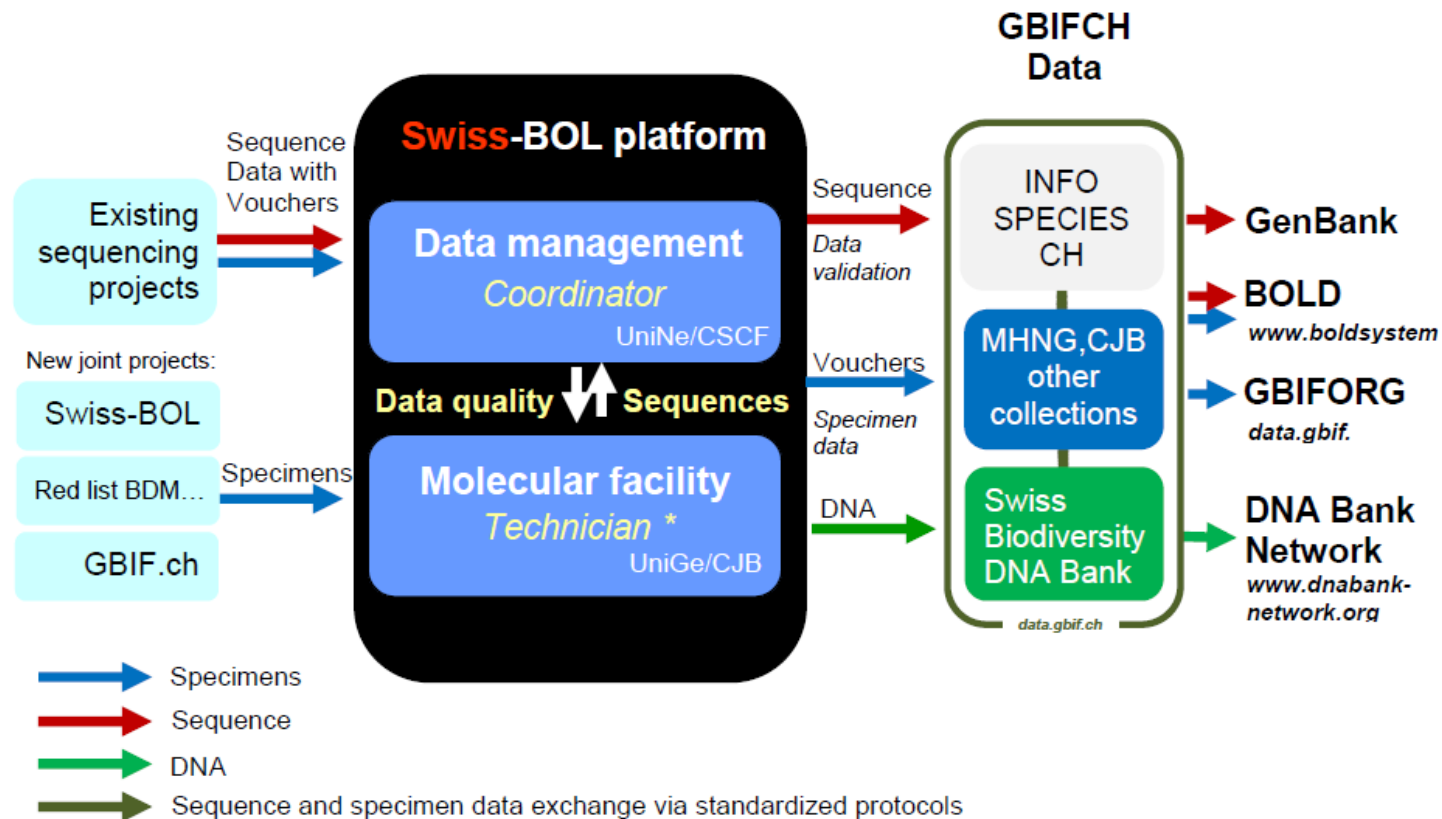 GBIFCH
Data
Sequence
Data with
Vouchers
Existing
sequencing
projects
New joint projects:
Swiss-BOL
Red list BDM...
GBIF.ch
Specimens
Swiss-BOL platform
Data management
Coordinator
UniNe/CSCF
Data quality
Sequences
Molecular facility
Technician *
UniGe/CJB
Sequence
Data
validation
Vouchers
Specimen
data
DNA
INFO
SPECIES
CH
MHNG,CJB
other
collections
Swiss
Biodiversity
DNA Bank
data.gbif.ch
GenBank
BOLD
www.boldsystem
GBIFORG
data.gbif.
DNA Bank
Network
www.dnabank-
network.org
Specimens
Sequence
DNA
Sequence and specimen data exchange via standardized protocols